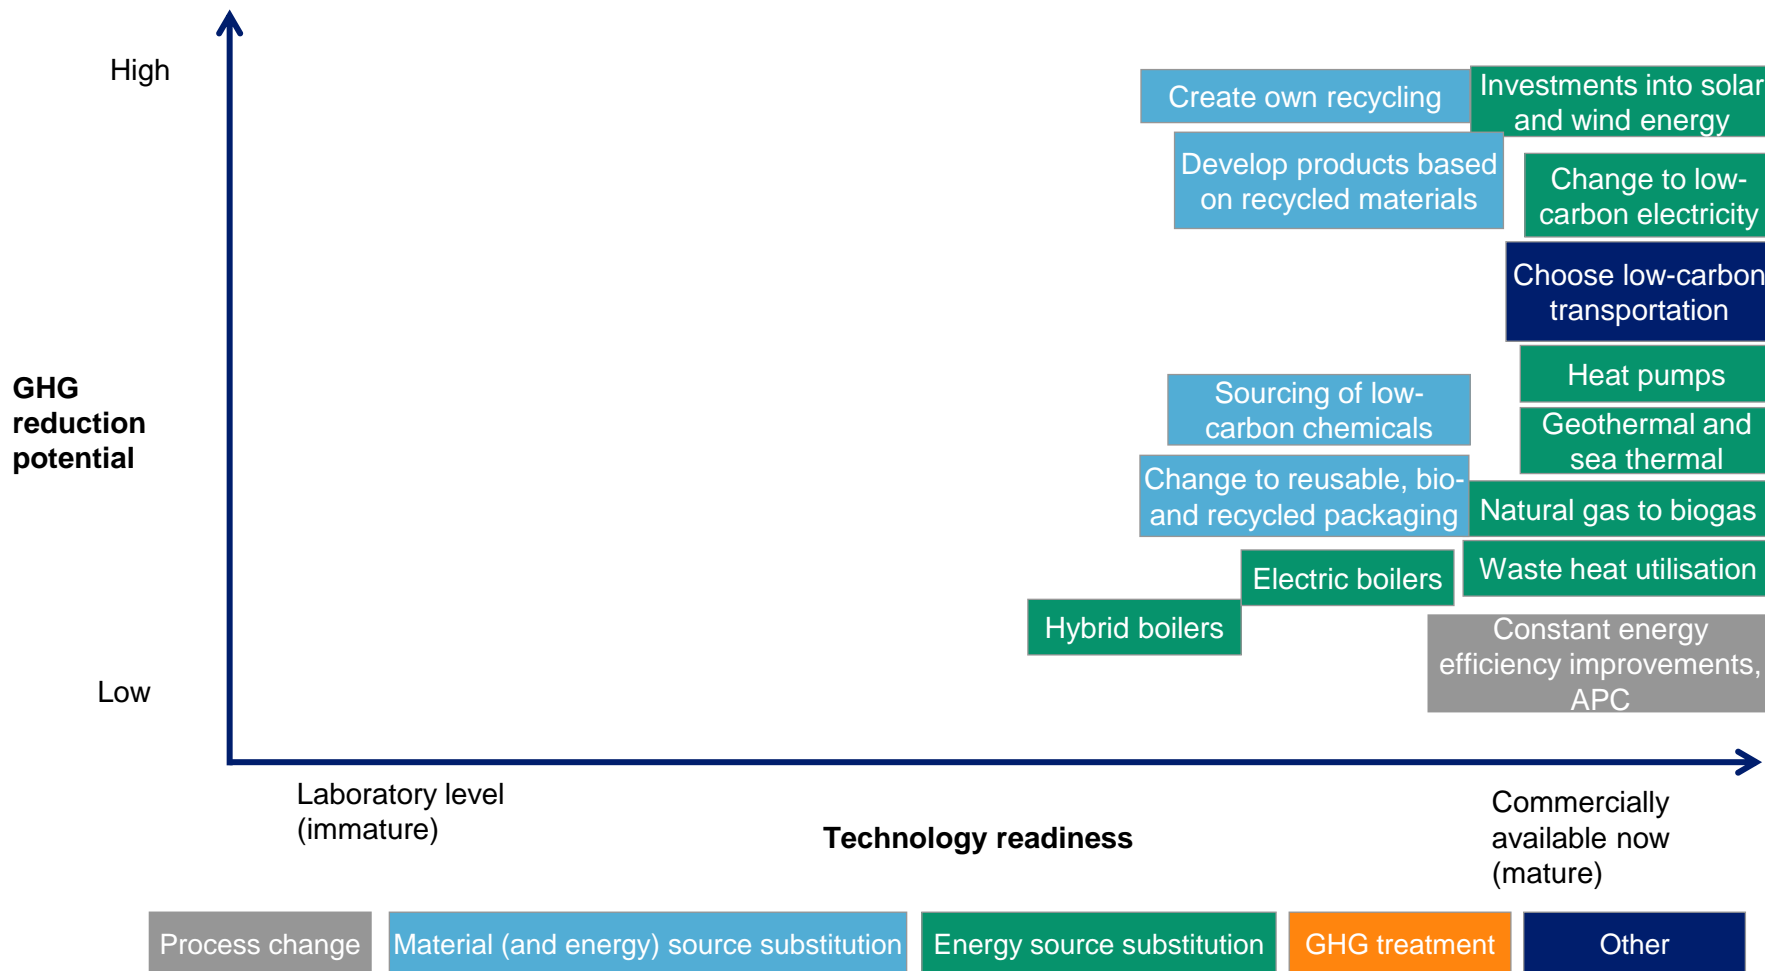 High
Create own recycling
Investments into solar
and wind energy
Develop products based
on recycled materials
Change to low-
carbon electricity
Choose low-carbon
transportation
GHG
reduction
potential
Heat pumps
Sourcing of low-
carbon chemicals
Geothermal and
sea thermal
Change to reusable, bio-
and recycled packaging
Natural gas to biogas
Electric boilers
Waste heat utilisation
Hybrid boilers
Constant energy
efficiency improvements,
APC
Low
Laboratory level
(immature)
Technology readiness
Commercially
available now
(mature)
Process change
Material (and energy) source substitution
Energy source substitution
GHG treatment
Other